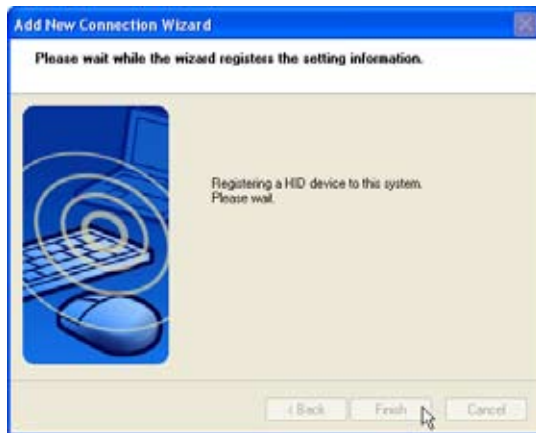 Add New Connection Wizard
Please wait while the wizard registers the setting information.
Registering a HID device to this system.
Please wait.
< Back
Finish
Cancel